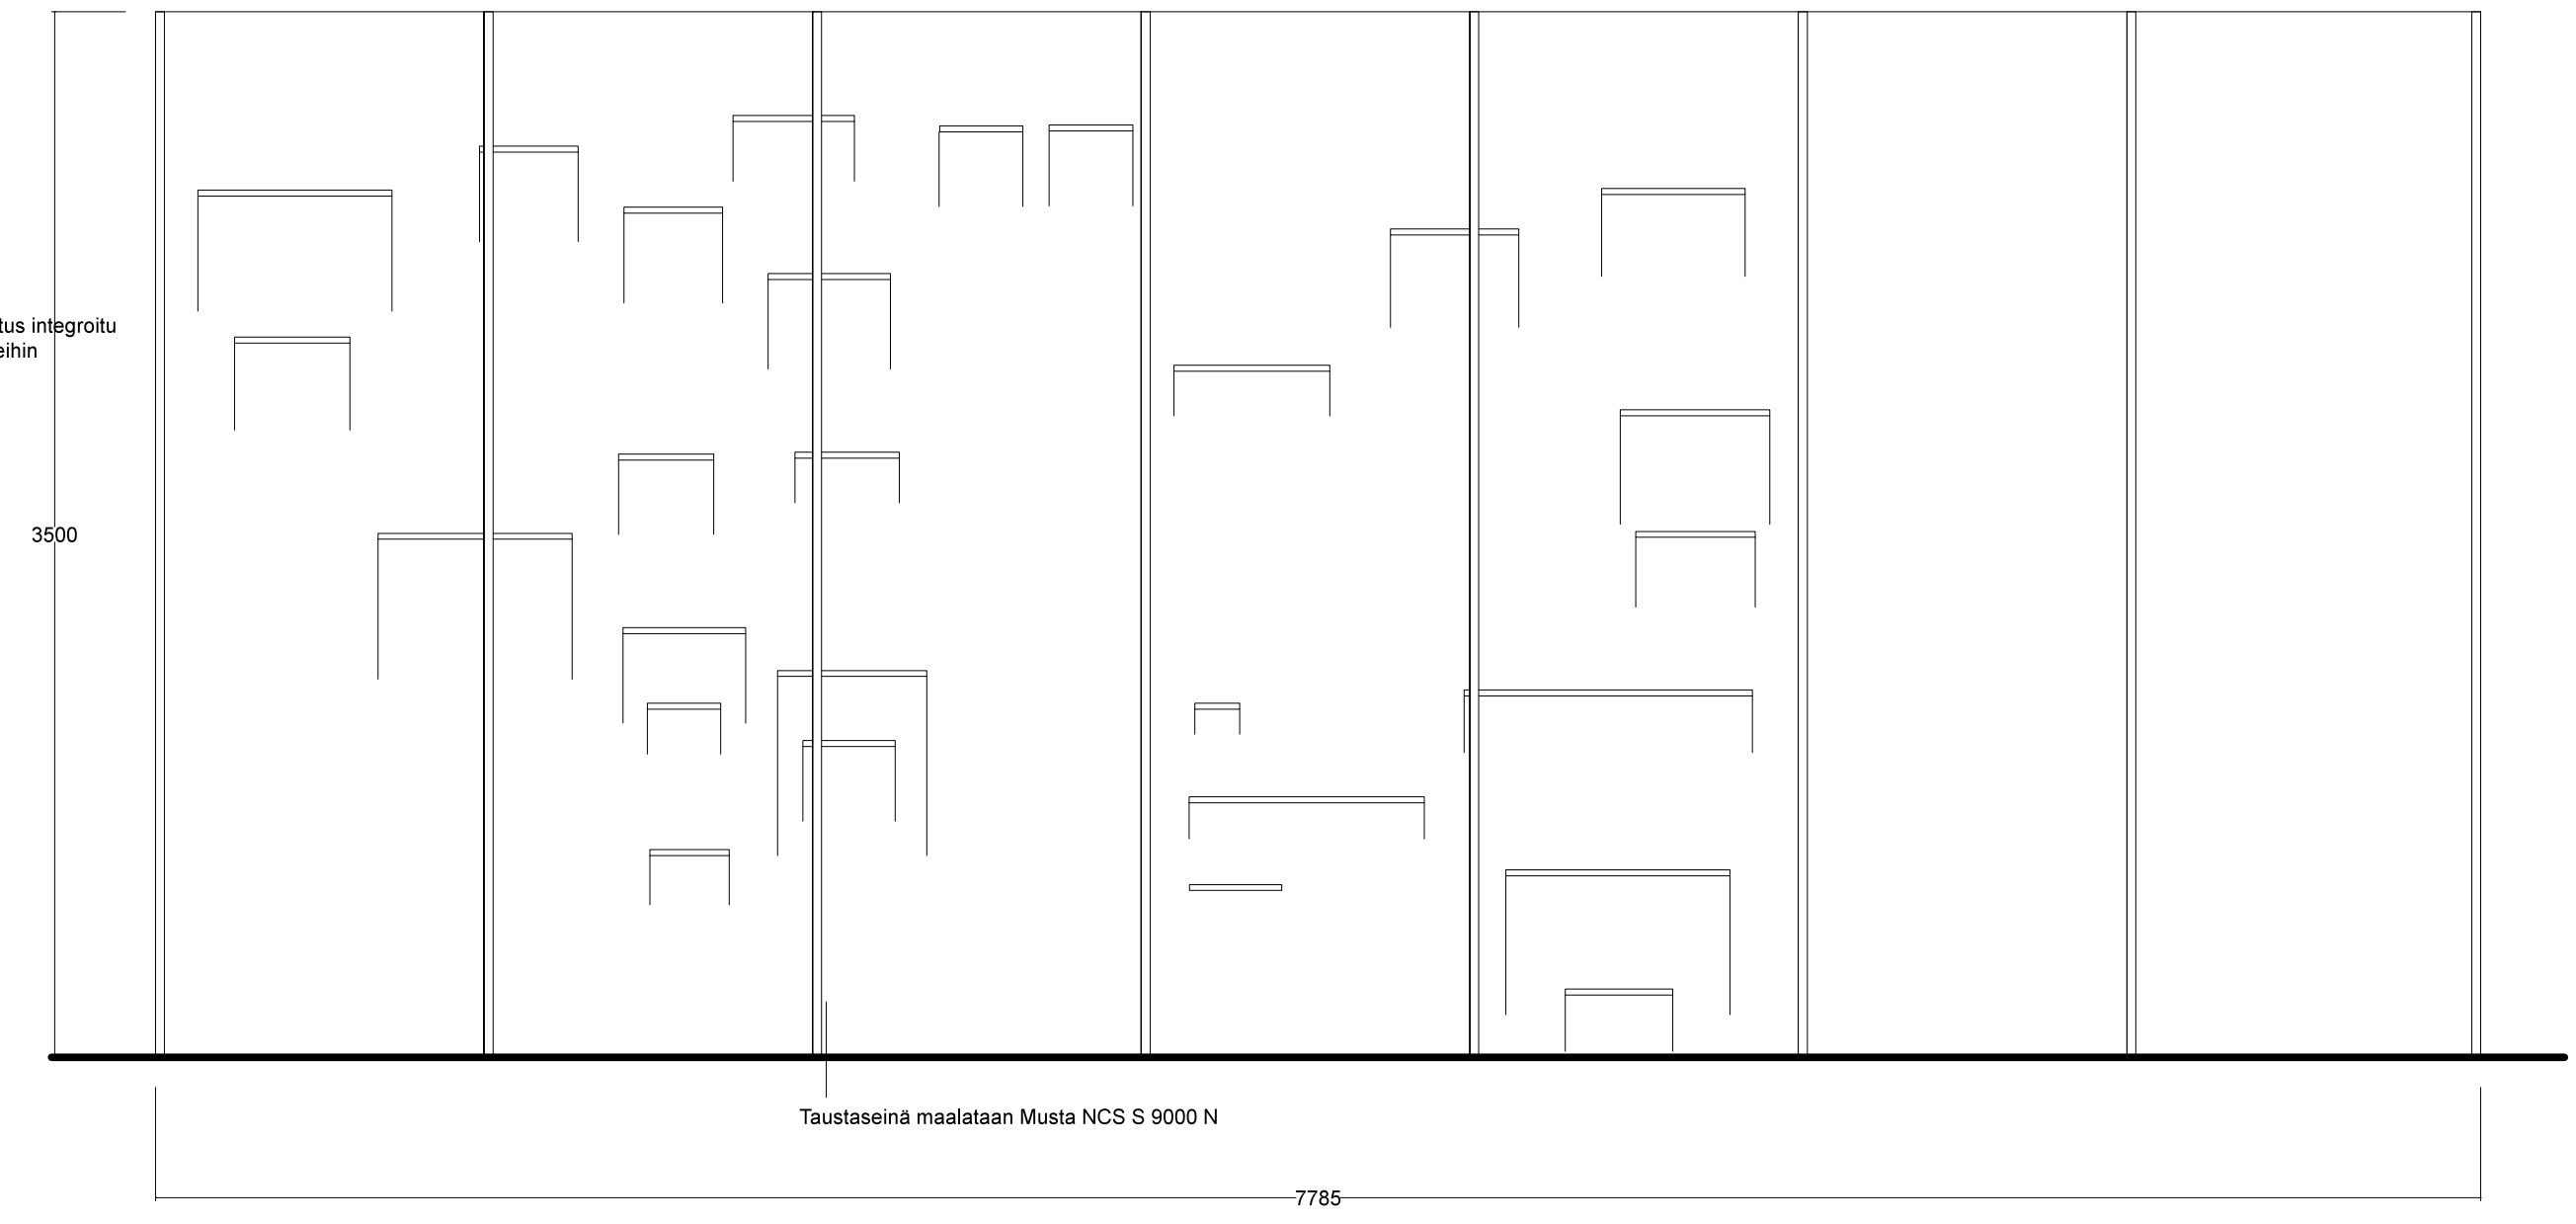 tus integroitu
eihin
3500
Taustaseinä maalataan Musta NCS S 9000 N
7785